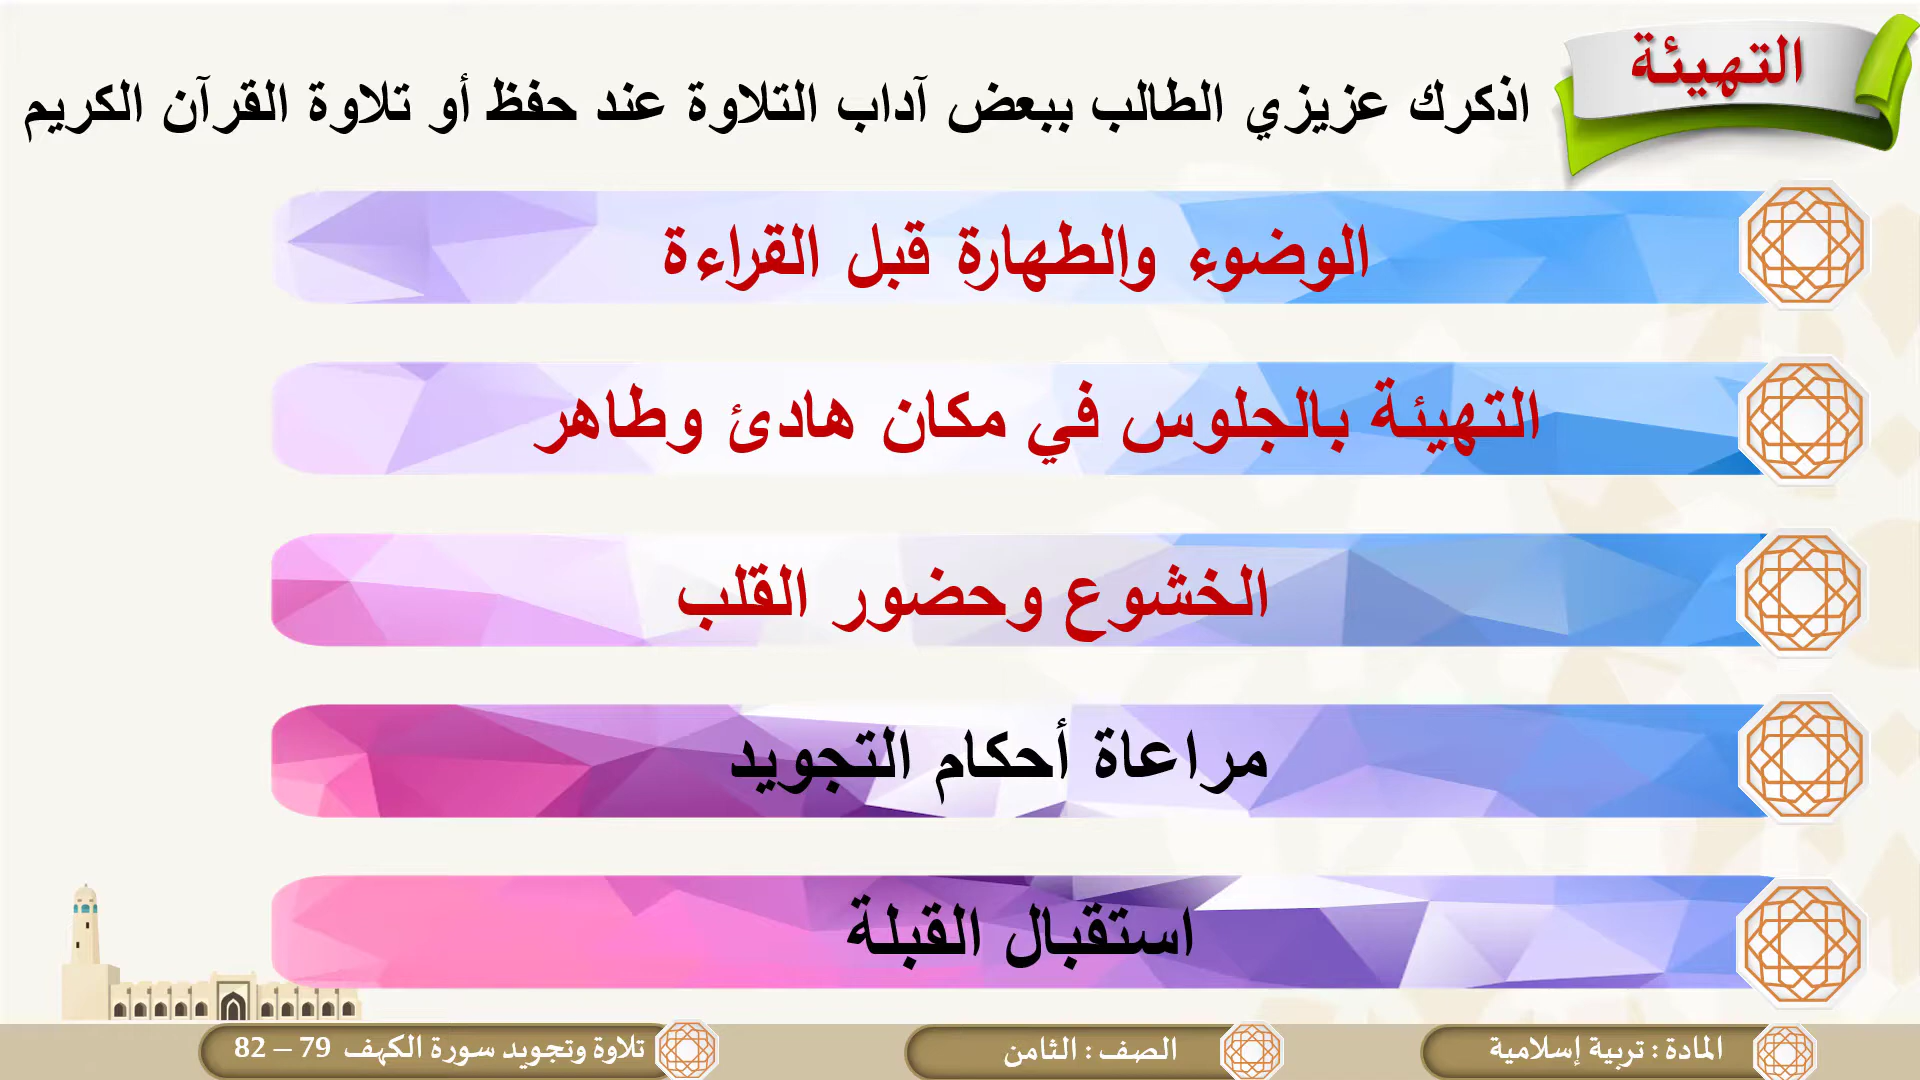 التهيئة
اذكرك عزيزي الطالب ببعض آداب التلاوة عند حفظ أو تلاوة القرآن الكريم
الوضوء والطهارة قبل القراءة
التهيئة بالجلوس في مكان هادئ وطاهر
الخشوع وحضور القلب
مراعاة أحكام التجويد
استقبال القبلة
المادة : تربية إسلامية
الصف : الثامن
تلاوة وتجويد سورة الكهف 79 – 82